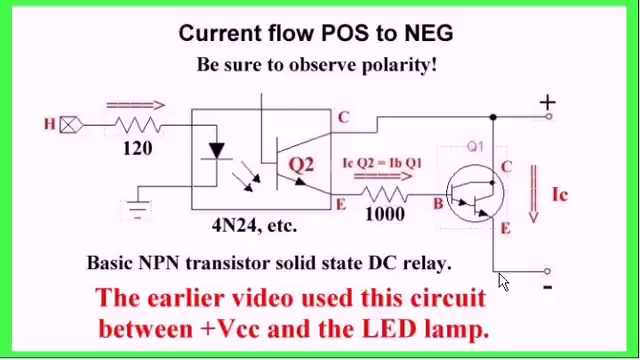 Current flow POS to NEG
Be sure to observe polarity!
H
120
C
Q2
E
4N24, etc.
Ic Q2 = Ib Q1
1000
Q1
C
B
E
Ic
+
-
Basic NPN transistor solid state DC relay.
The earlier video used this circuit
between +Vcc and the LED lamp.